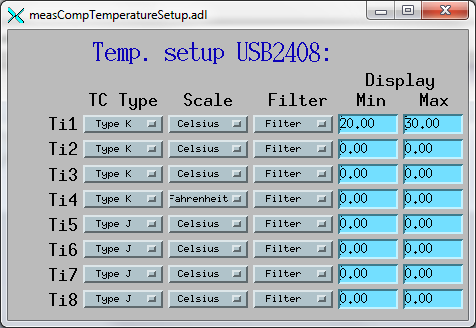 measCompTemperatureSetup.adl
Temp. setup USB2408:
Display
TC Type Scale Filter Min Max
Ti1 Type K Celsius Filter 20.00 30.00
Ti2 Type K Celsius Filter 0.00 0.00
Ti3 Type K Celsius Filter 0.00 0.00
Ti4 Type K Fahrenheit Filter 0.00 0.00
Ti5 Type J Celsius Filter 0.00 0.00
Ti6 Type J Celsius Filter 0.00 0.00
Ti7 Type J Celsius Filter 0.00 0.00
Ti8 Type J Celsius Filter 0.00 0.00